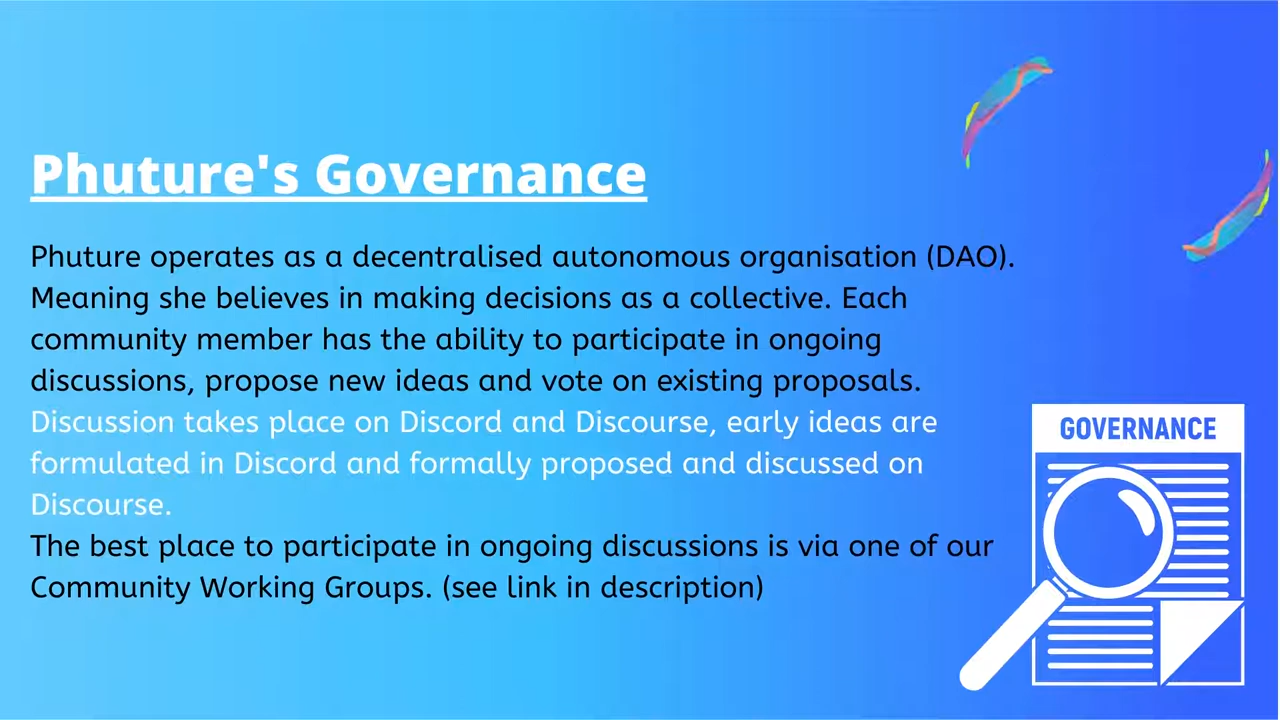 Phuture's Governance
Phuture operates as a decentralised autonomous organisation (DAO).
Meaning she believes in making decisions as a collective. Each
community member has the ability to participate in ongoing
discussions, propose new ideas and vote on existing proposals.
Discussion takes place on Discord and Discourse, early ideas are
formulated in Discord and formally proposed and discussed on
Discourse.
The best place to participate in ongoing discussions is via one of our
Community Working Groups. (see link in description)
GOVERNANCE